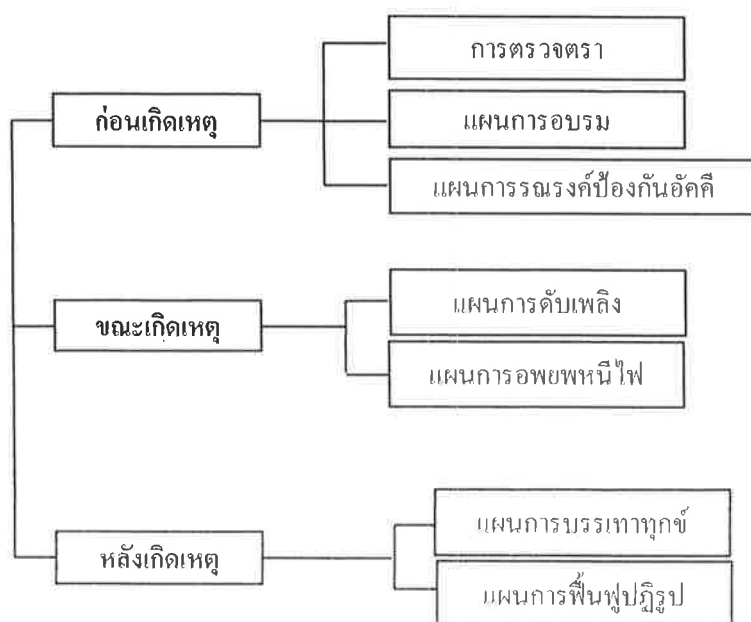 การตรวจตรา
ก่อนเกิดเหตุ
แผนการอบรม
แผนการรณรงค์ป้องกันอัคคี
แผนการดับเพลิง
ขณะเกิดเหตุ
แผนการอพยพหนีไฟ
แผนการบรรเทาทุกข์
หลังเกิดเหตุ
แผนการฟื้นฟูปฏิรูป